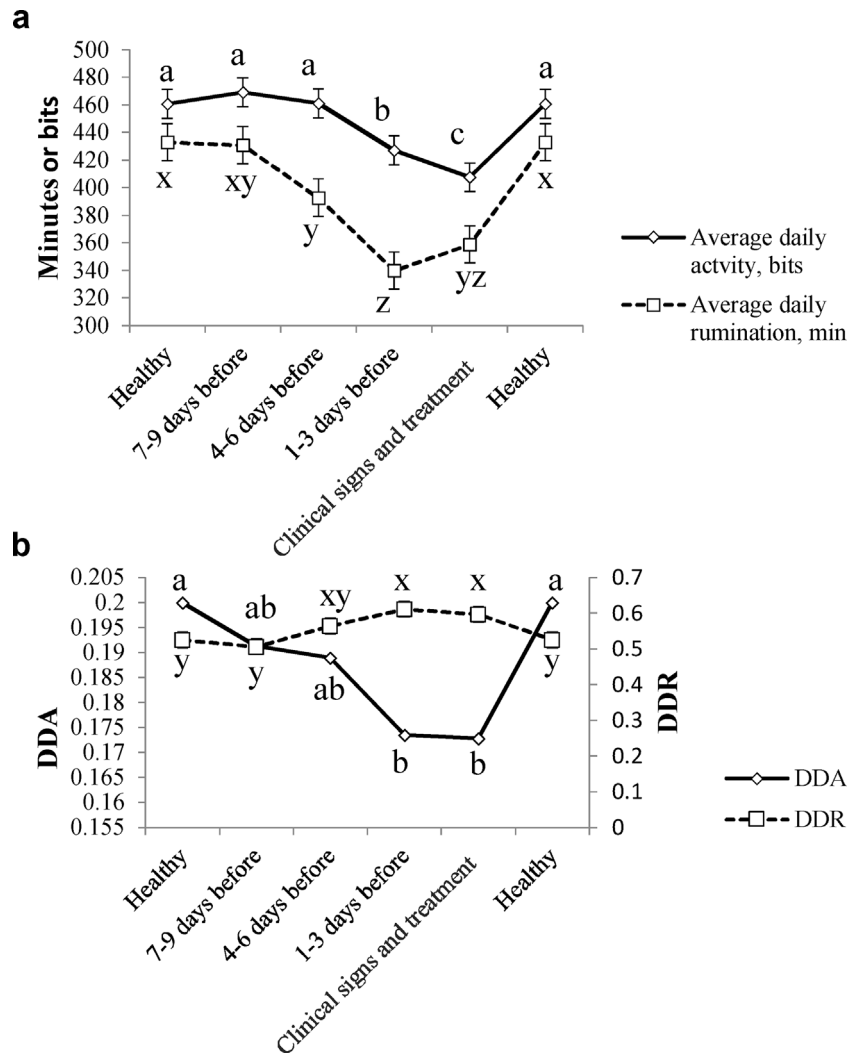 a
500
480
460
440
420
400
380
360
340
320
300
Minutes or bits
a
a
a
b
c
a
x
xy
y
z
yz
x
Healthy
7-9 days before
4-6 days before
1-3 days before
Clinical signs and treatment
Healthy
Average daily
actvity, bits
Average daily
rumination, min
b
0.205
0.2
0.195
0.19
0.185
0.18
0.175
0.17
0.165
0.16
0.155
DDA
a
ab
xy
x
x
a
y
y
ab
b
b
y
0.7
0.6
0.5
0.4
0.3
0.2
0.1
0
DDR
Healthy
7-9 days before
4-6 days before
1-3 days before
Clinical signs and treatment
Healthy
DDA
DDR